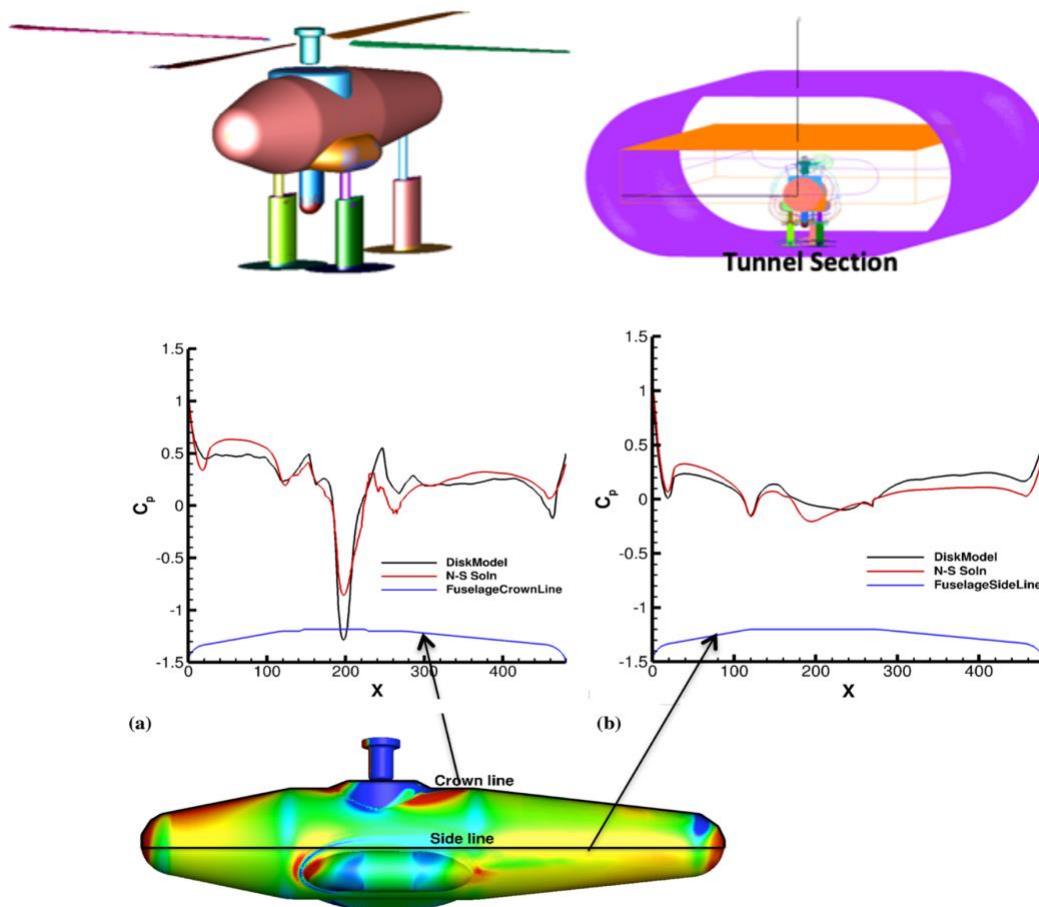 Tunnel Section
1.5
1
0.5
0
-0.5
-1
-1.5
Cp
0 100 200 300 400
X
DiskModel
N-S Soln
FuselageCrownLine
1.5
1
0.5
0
-0.5
-1
-1.5
Cp
0 100 200 300 400
X
DiskModel
N-S Soln
FuselageSideLine
(a)
(b)
Crown line
Side line